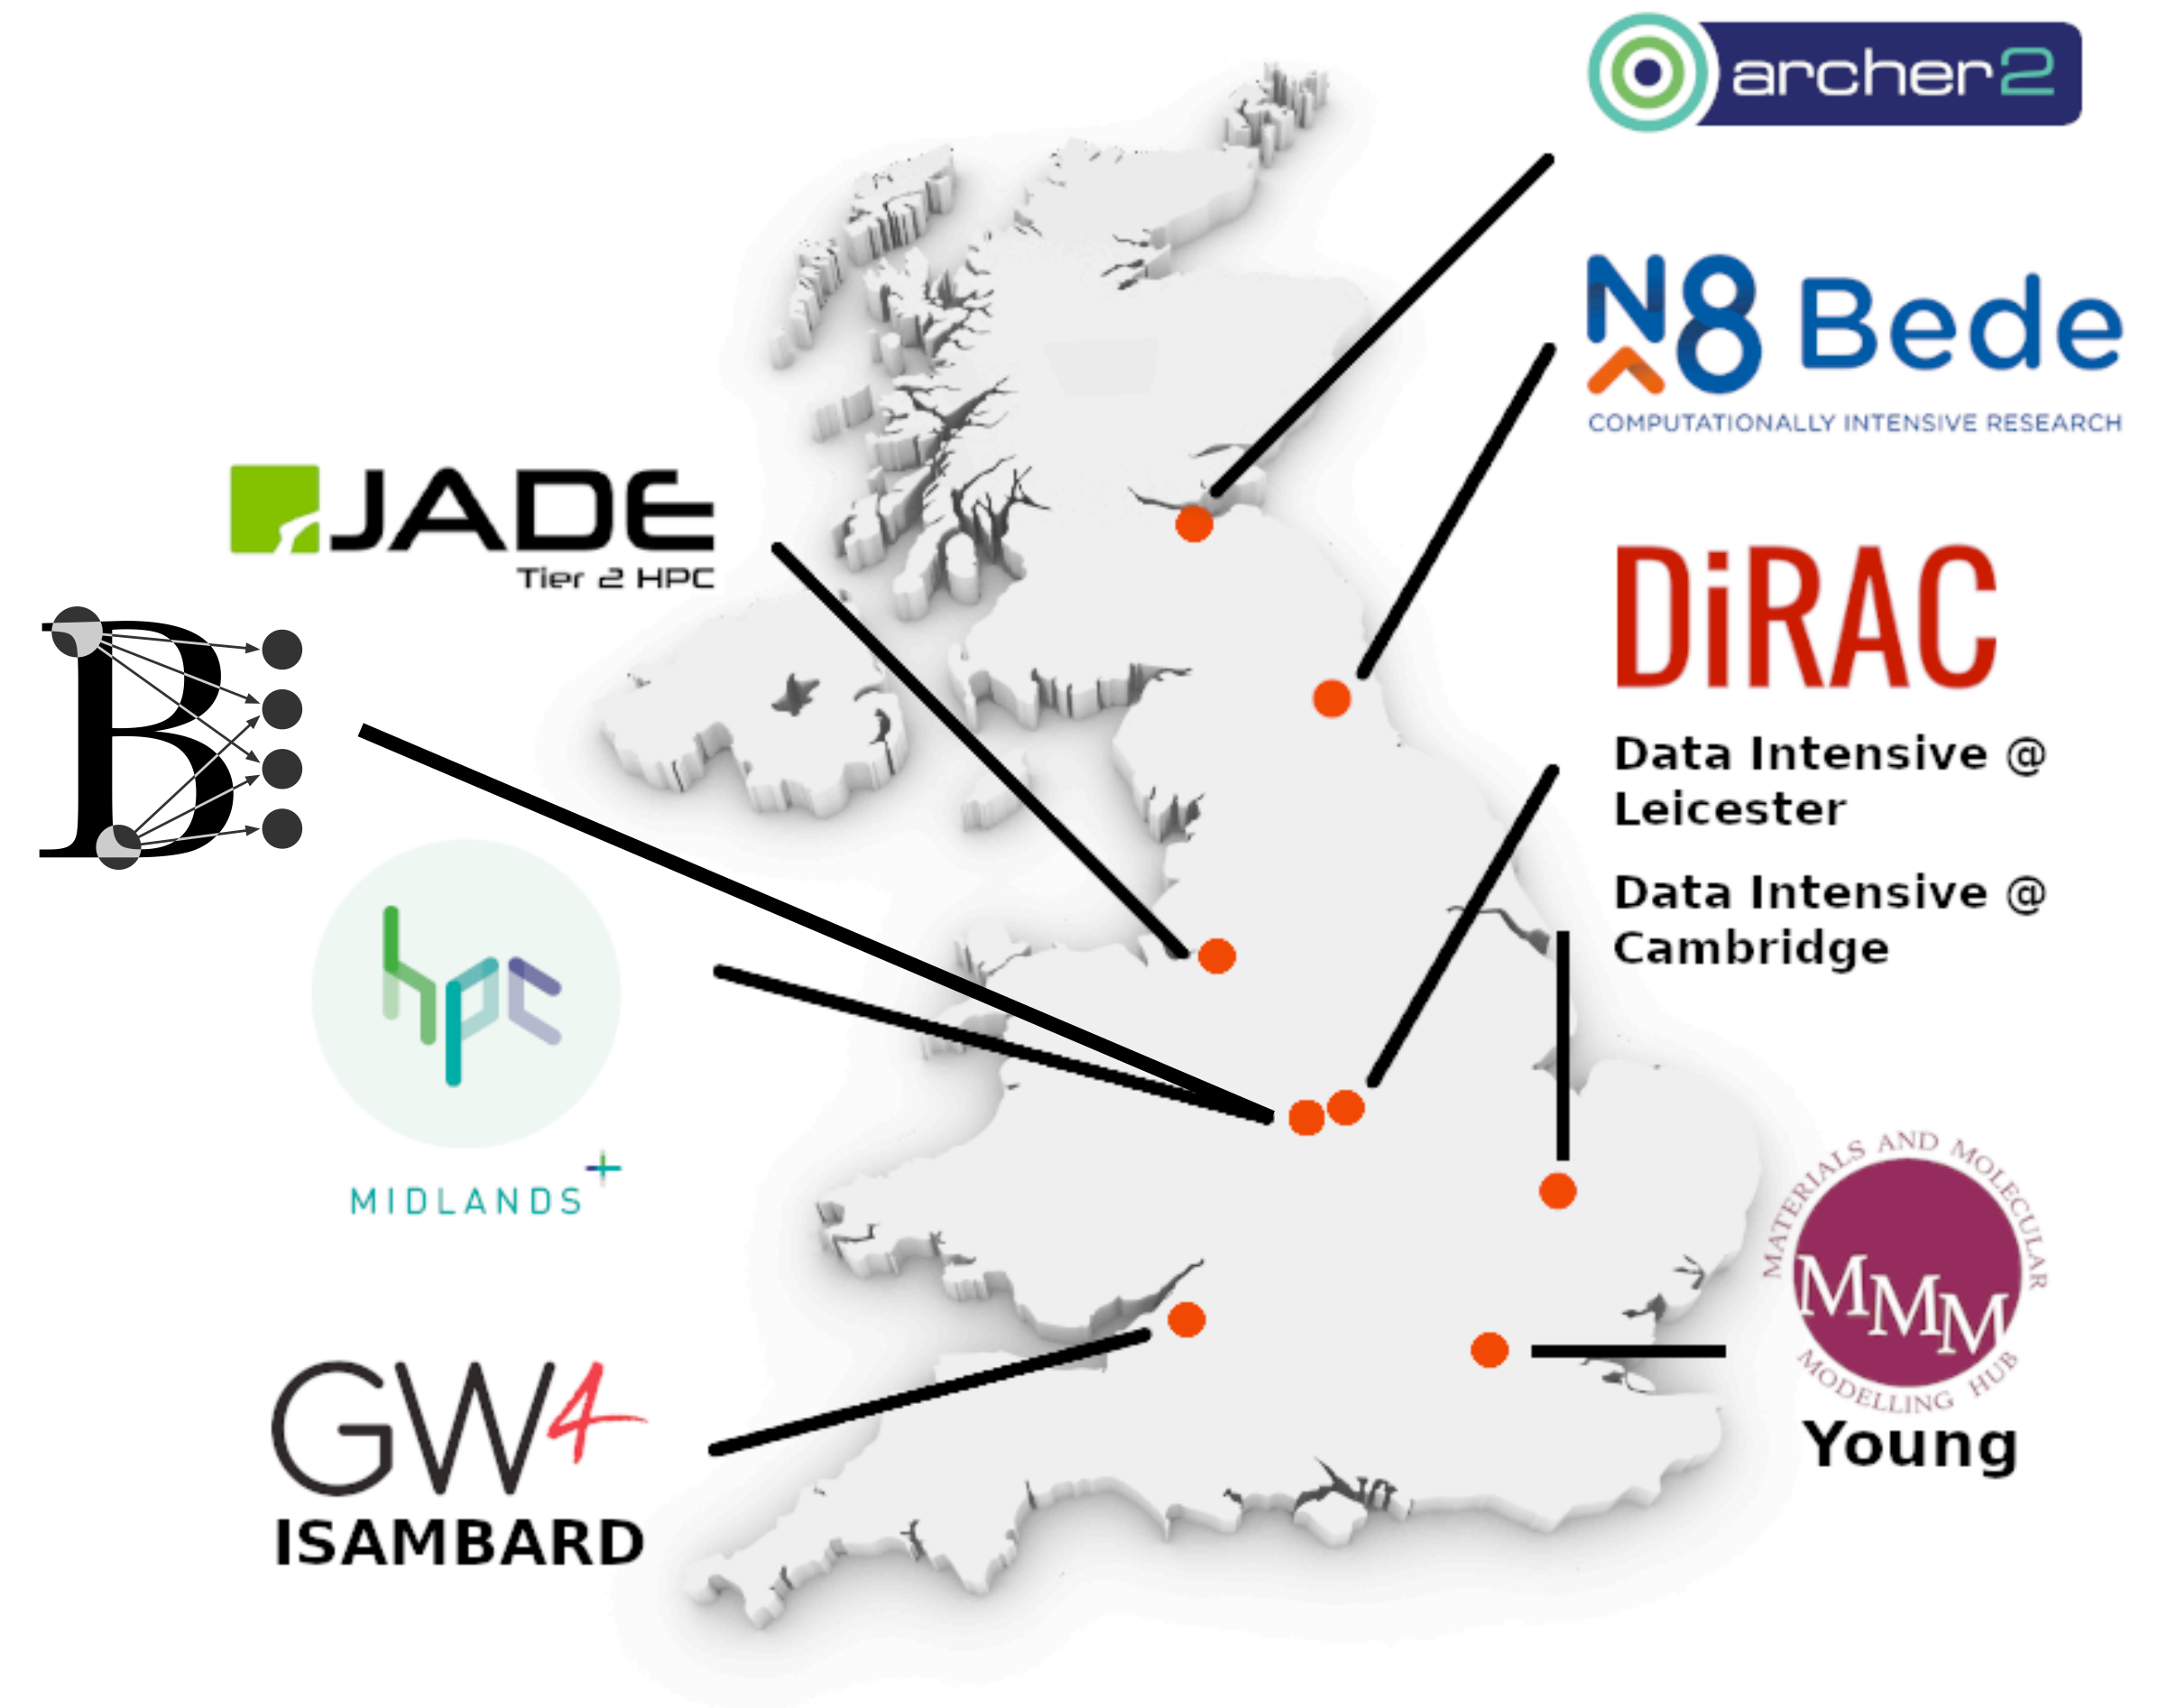 archer2
N8 Bede
COMPUTATIONALLY INTENSIVE RESEARCH
JADE
Tier 2 HPC
DiRAC
Data Intensive @
Leicester
Data Intensive @
Cambridge
B
hpc
MIDLANDS+
MATERIALS AND MOLECULAR
MMM
MODELLING HUB
Young
GW4
ISAMBARD